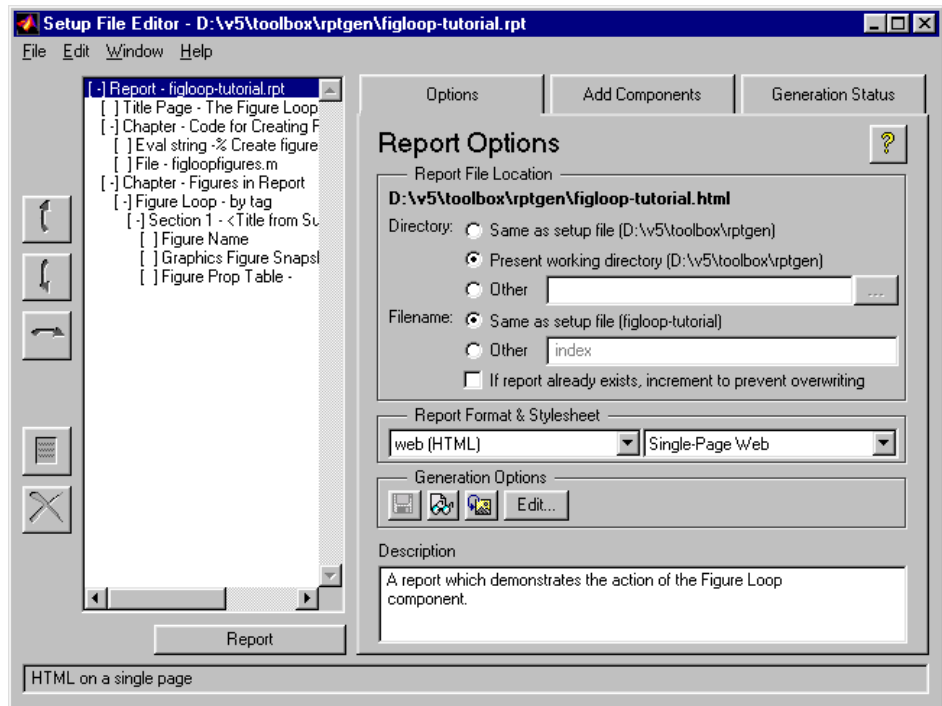 Setup File Editor - D:\v5\toolbox\rptgen\figloop-tutorial.rpt
File Edit Window Help
[-] Report - figloop-tutorial.rpt
[ ] Title Page - The Figure Loop
[-] Chapter - Code for Creating F
[ ] Eval string -% Create figure
[ ] File - figloopfigures.m
[-] Chapter - Figures in Report
[-] Figure Loop - by tag
[-] Section 1 - <Title from Su
[ ] Figure Name
[ ] Graphics Figure Snapsl
[ ] Figure Prop Table -
Report
Options Add Components Generation Status
Report Options
?
Report File Location
D:\v5\toolbox\rptgen\figloop-tutorial.html
Directory: Same as setup file (D:\v5\toolbox\rptgen)
Present working directory (D:\v5\toolbox\rptgen)
Other ...
Filename: Same as setup file (figloop-tutorial)
Other index
If report already exists, increment to prevent overwriting
Report Format & Stylesheet
web (HTML) Single-Page Web
Generation Options
Edit...
Description
A report which demonstrates the action of the Figure Loop
component.
HTML on a single page